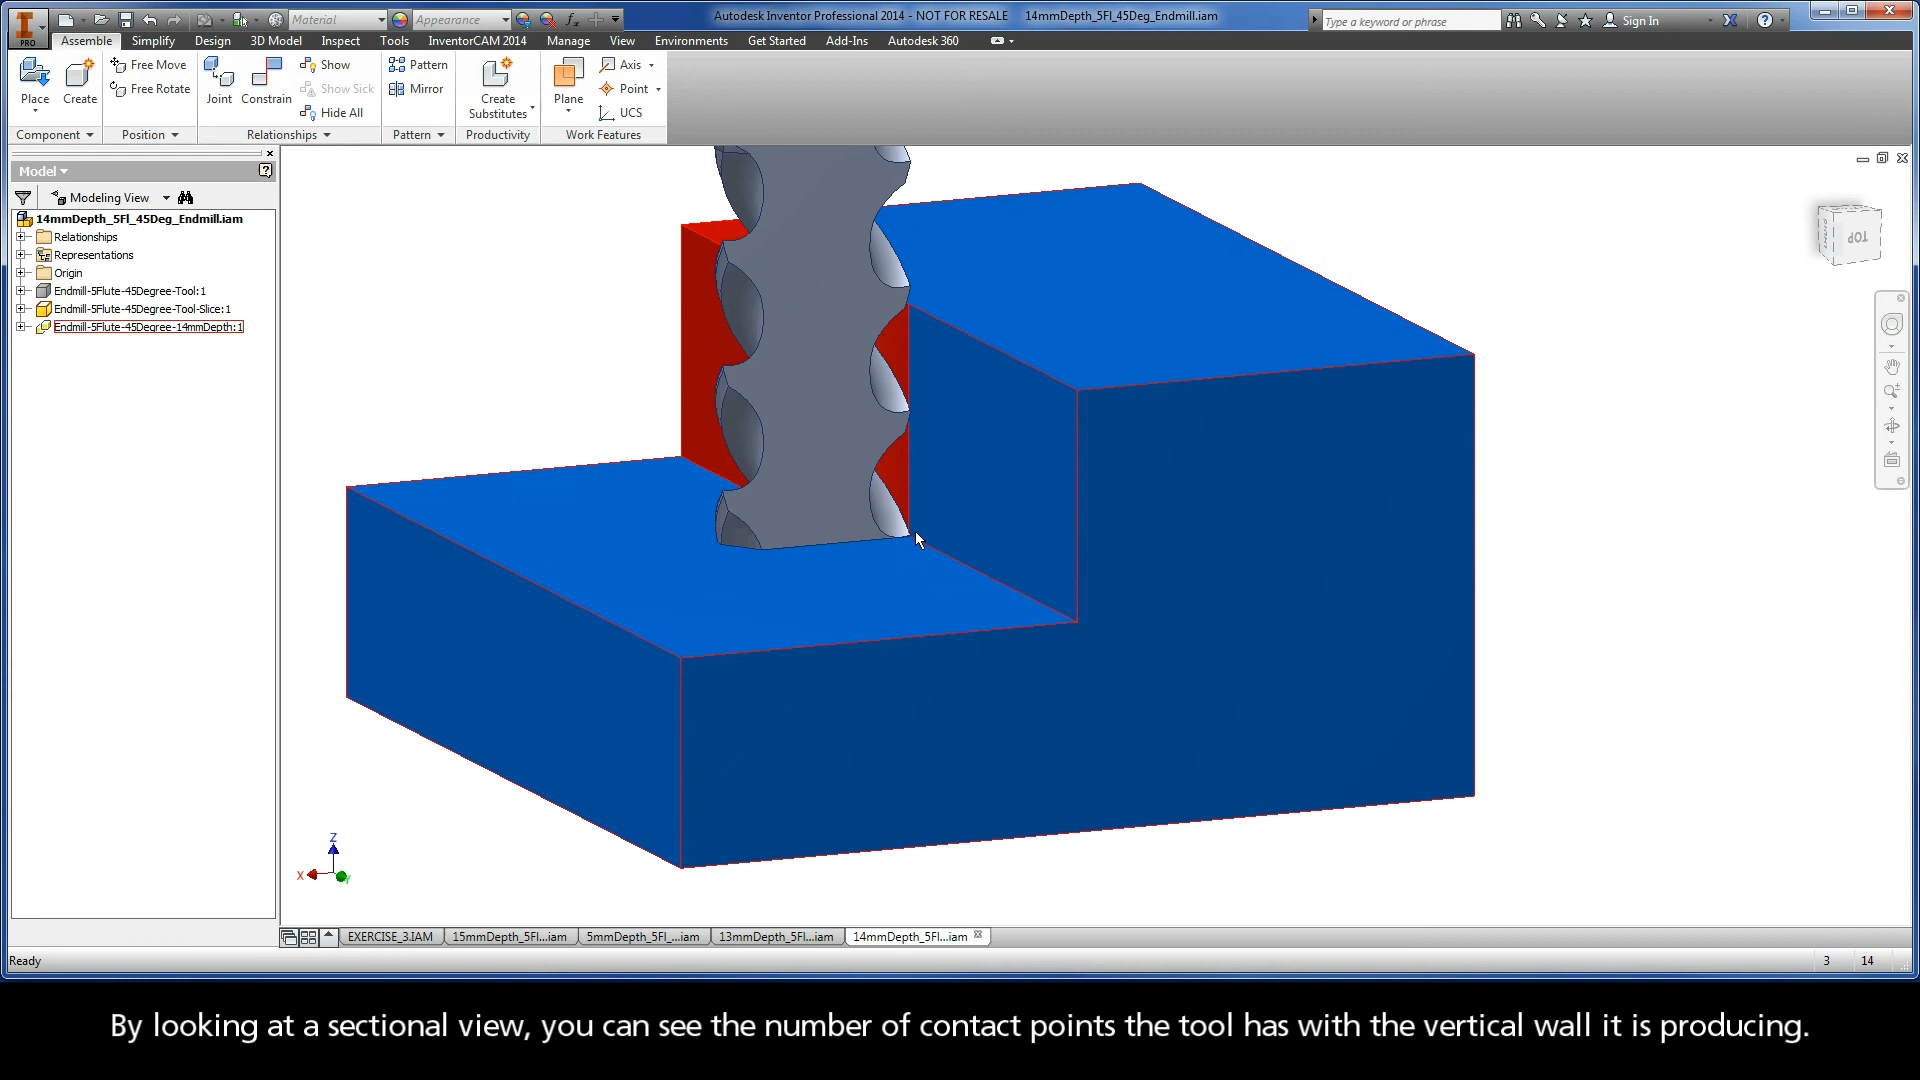 Material
Appearance
Autodesk Inventor Professional 2014 - NOT FOR RESALE 14mmDepth_5Fl_45Deg_Endmill.iam
Type a keyword or phrase
Sign In
PRO
Assemble Simplify Design 3D Model Inspect Tools InventorCAM 2014 Manage View Environments Get Started Add-Ins Autodesk 360
Place
Create
Free Move
Free Rotate
Joint
Constrain
Show
Show Sick
Hide All
Pattern
Mirror
Create
Substitutes
Plane
Axis
Point
UCS
Component Position Relationships Pattern Productivity Work Features
Model
Modeling View
14mmDepth_5Fl_45Deg_Endmill.iam
Relationships
Representations
Origin
Endmill-5Flute-45Degree-Tool:1
Endmill-5Flute-45Degree-Tool-Slice:1
Endmill-5Flute-45Degree-14mmDepth:1
TOP
Z
X
Y
EXERCISE_3.IAM 15mmDepth_5Fl...iam 5mmDepth_5Fl_...iam 13mmDepth_5Fl...iam 14mmDepth_5Fl...iam
Ready
3 14
By looking at a sectional view, you can see the number of contact points the tool has with the vertical wall it is producing.